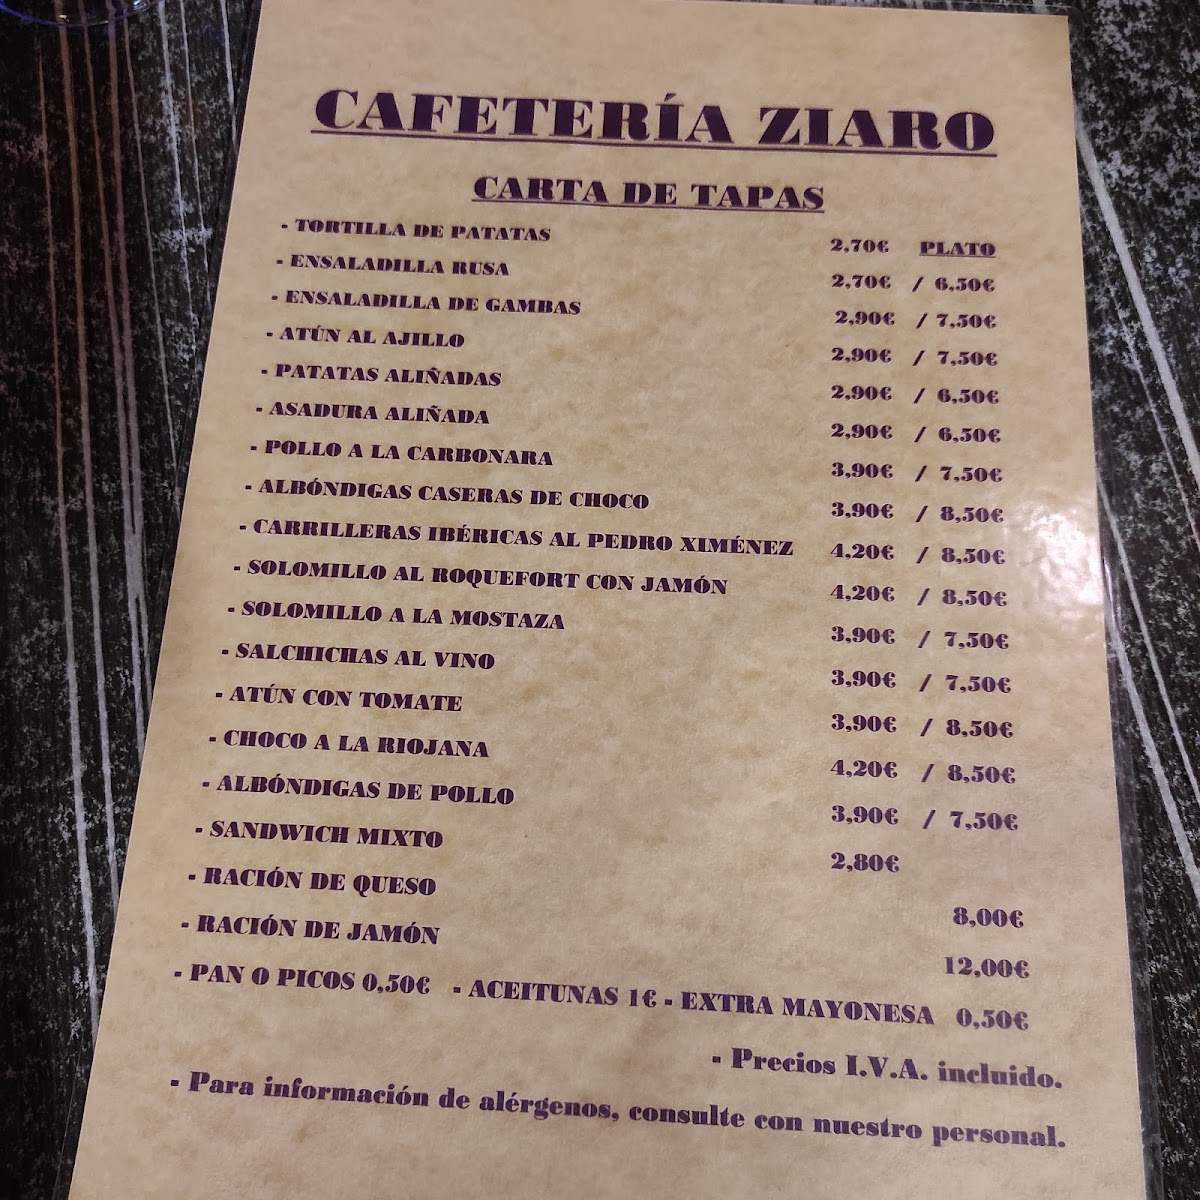 CAFETERÍA ZIARO
CARTA DE TAPAS
- TORTILLA DE PATATAS 2,70€ PLATO
- ENSALADILLA RUSA 2,70€ / 6,50€
- ENSALADILLA DE GAMBAS 2,90€ / 7,50€
- ATÚN AL AJILLO 2,90€ / 7,50€
- PATATAS ALIÑADAS 2,90€ / 6,50€
- ASADURA ALIÑADA 2,90€ / 6,50€
- POLLO A LA CARBONARA 3,90€ / 7,50€
- ALBÓNDIGAS CASERAS DE CHOCO 3,90€ / 8,50€
- CARRILLERAS IBÉRICAS AL PEDRO XIMÉNEZ 4,20€ / 8,50€
- SOLOMILLO AL ROQUEFORT CON JAMÓN 4,20€ / 8,50€
- SOLOMILLO A LA MOSTAZA 3,90€ / 7,50€
- SALCHICHAS AL VINO 3,90€ / 7,50€
- ATÚN CON TOMATE 3,90€ / 8,50€
- CHOCO A LA RIOJANA 4,20€ / 8,50€
- ALBÓNDIGAS DE POLLO 3,90€ / 7,50€
- SANDWICH MIXTO 2,80€
- RACIÓN DE QUESO 8,00€
- RACIÓN DE JAMÓN 12,00€
- PAN O PICOS 0,50€ - ACEITUNAS 1€ - EXTRA MAYONESA 0,50€
- Precios I.V.A. incluido.
- Para información de alérgenos, consulte con nuestro personal.